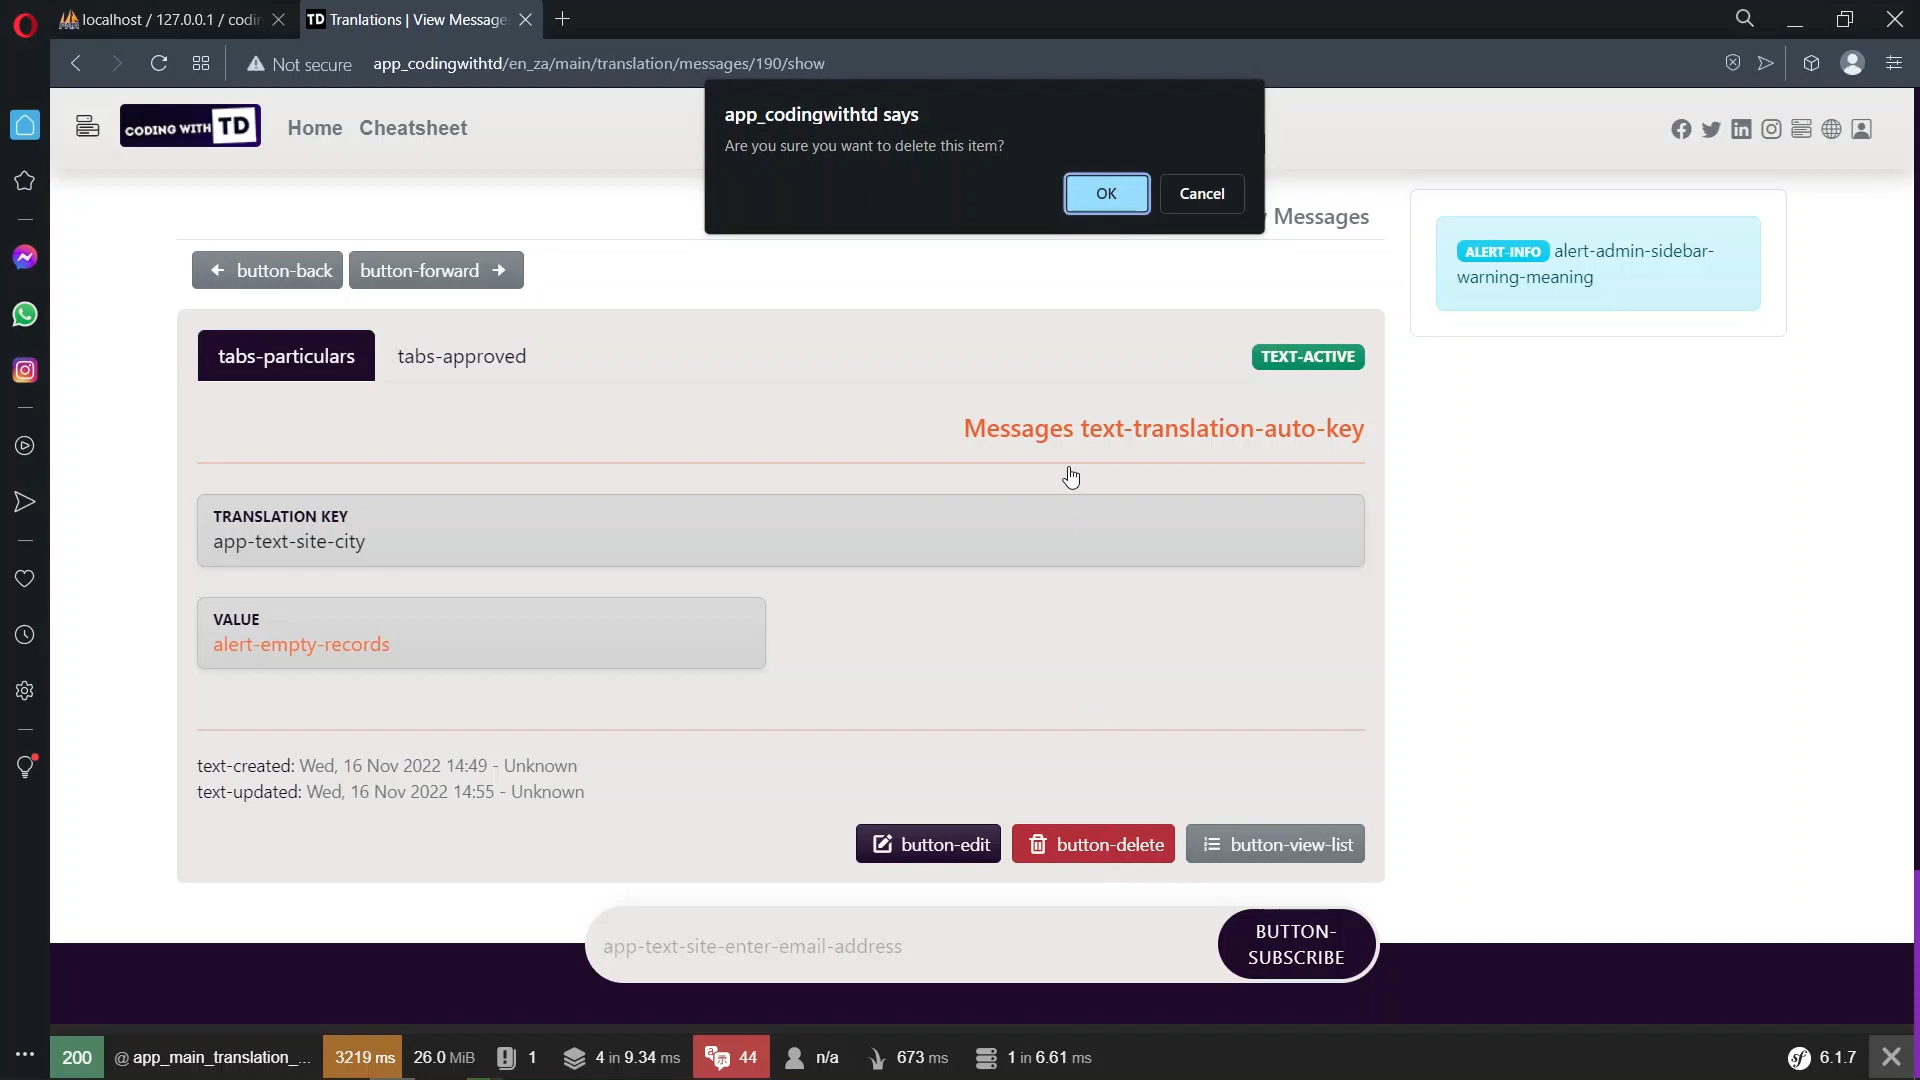 localhost / 127.0.0.1 / codin
TD Tranlations | View Message
Not secure
app_codingwithtd/en_za/main/translation/messages/190/show
app_codingwithtd says
Are you sure you want to delete this item?
OK
Cancel
CODING WITH TD
Home
Cheatsheet
Messages
ALERT-INFO alert-admin-sidebar-
warning-meaning
button-back
button-forward
tabs-particulars
tabs-approved
TEXT-ACTIVE
Messages text-translation-auto-key
TRANSLATION KEY
app-text-site-city
VALUE
alert-empty-records
text-created: Wed, 16 Nov 2022 14:49 - Unknown
text-updated: Wed, 16 Nov 2022 14:55 - Unknown
button-edit
button-delete
button-view-list
app-text-site-enter-email-address
BUTTON-
SUBSCRIBE
200
@ app_main_translation_...
3219 ms
26.0 MiB
1
4 in 9.34 ms
44
n/a
673 ms
1 in 6.61 ms
sf 6.1.7